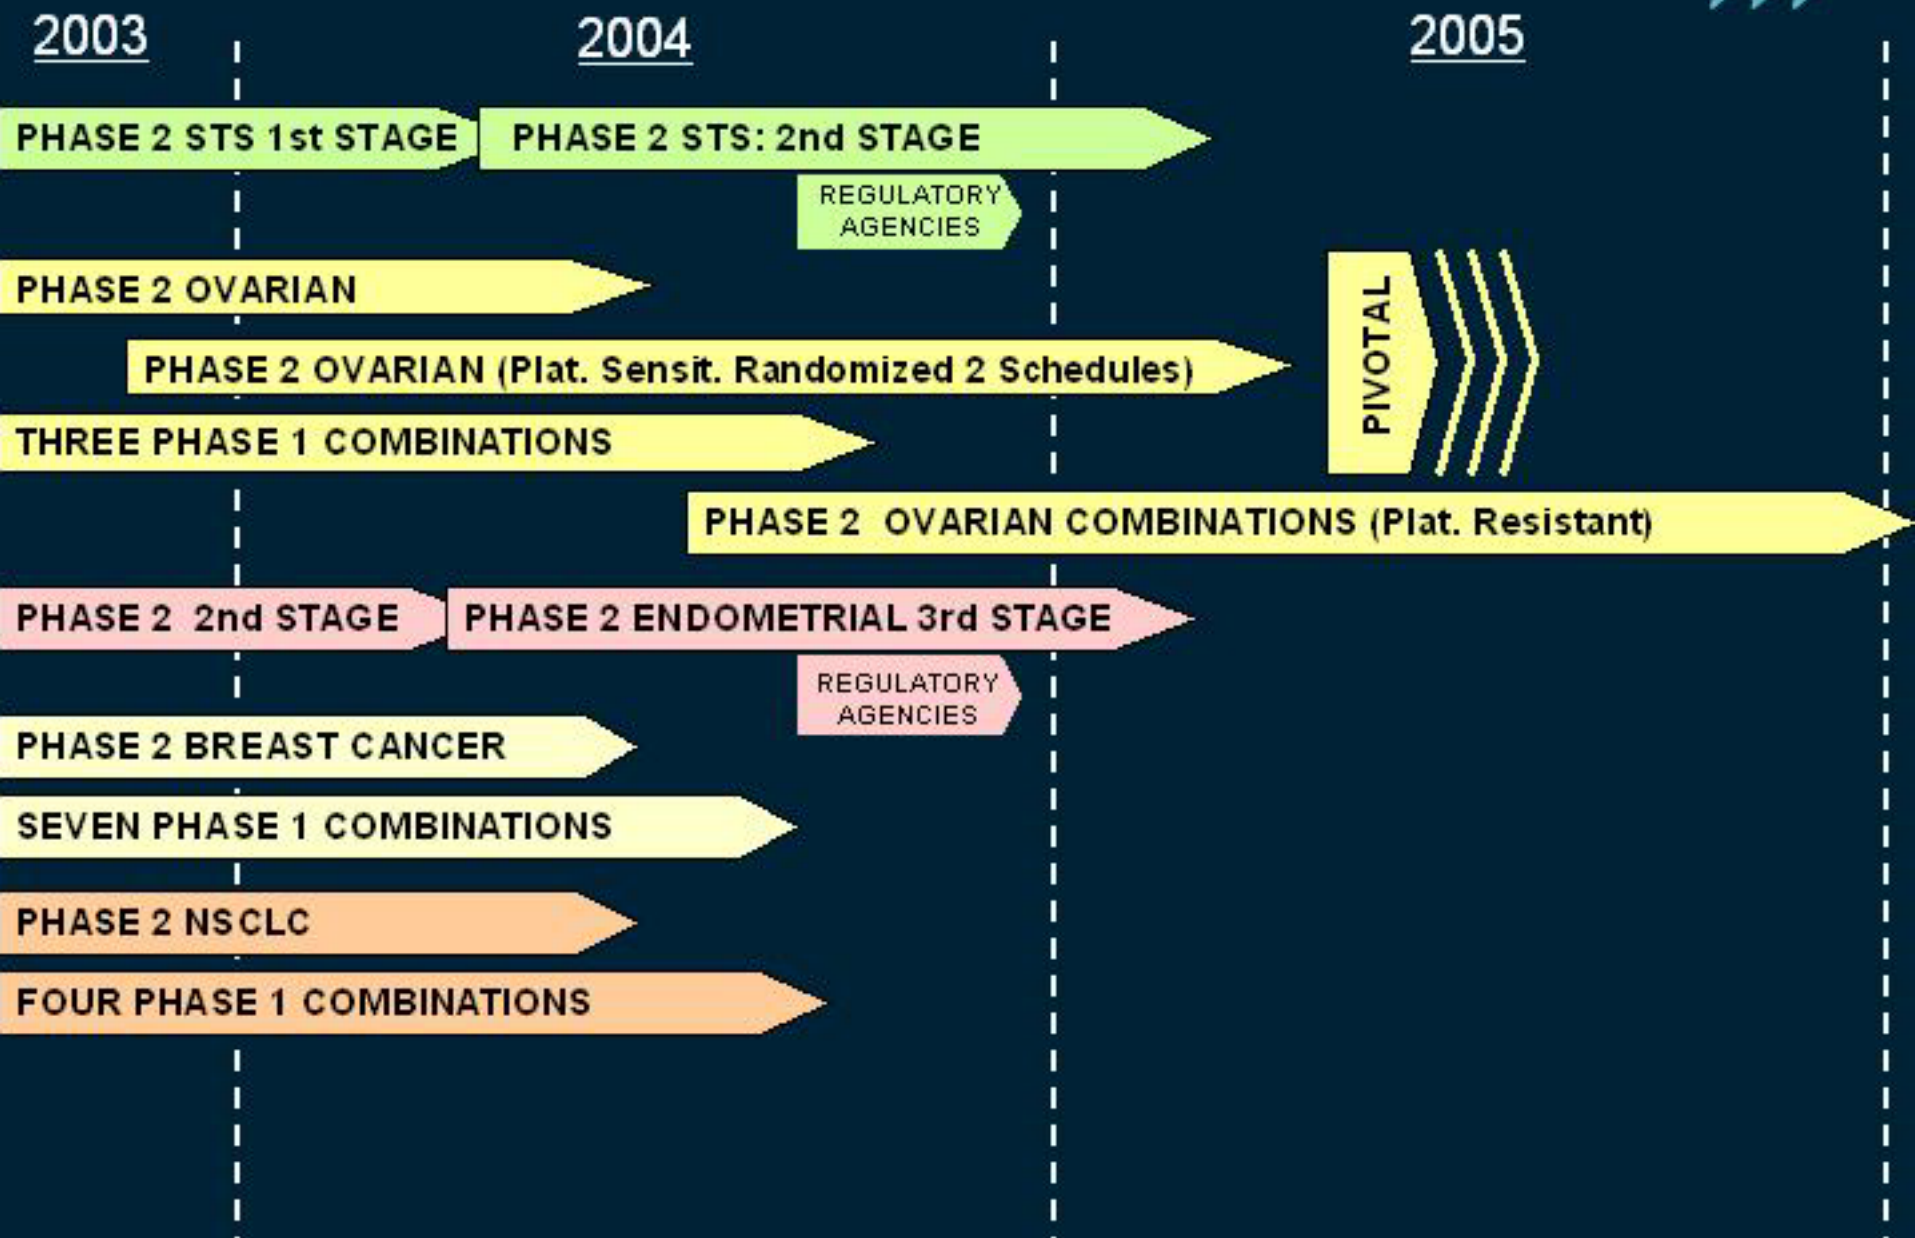 2003 2004 2005
PHASE 2 STS 1st STAGE PHASE 2 STS: 2nd STAGE
REGULATORY
AGENCIES
PHASE 2 OVARIAN
PIVOTAL
PHASE 2 OVARIAN (Plat. Sensit. Randomized 2 Schedules)
THREE PHASE 1 COMBINATIONS
PHASE 2 OVARIAN COMBINATIONS (Plat. Resistant)
PHASE 2 2nd STAGE PHASE 2 ENDOMETRIAL 3rd STAGE
REGULATORY
AGENCIES
PHASE 2 BREAST CANCER
SEVEN PHASE 1 COMBINATIONS
PHASE 2 NSCLC
FOUR PHASE 1 COMBINATIONS